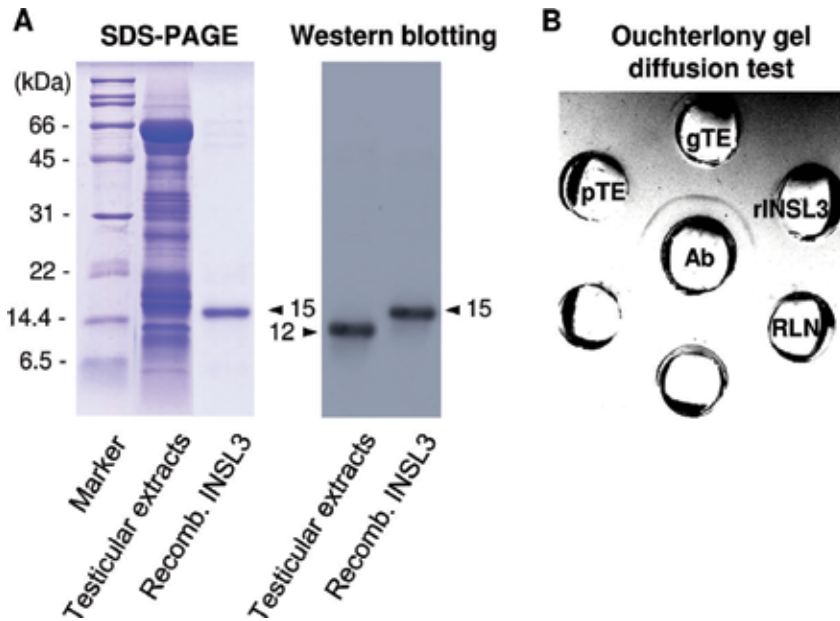 A
SDS-PAGE
Western blotting
(kDa)
66 -
45 -
31 -
22 -
14.4 -
6.5 -
◄ 15
12 ►
◄ 15
Marker
Testicular extracts
Recomb. INSL3
Testicular extracts
Recomb. INSL3
B
Ouchterlony gel
diffusion test
gTE
pTE
rINSL3
Ab
RLN